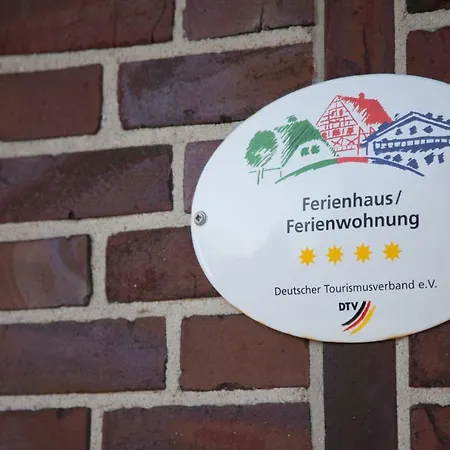 Ferienhaus/
Ferienwohnung
Deutscher Tourismusverband e.V.
DTV